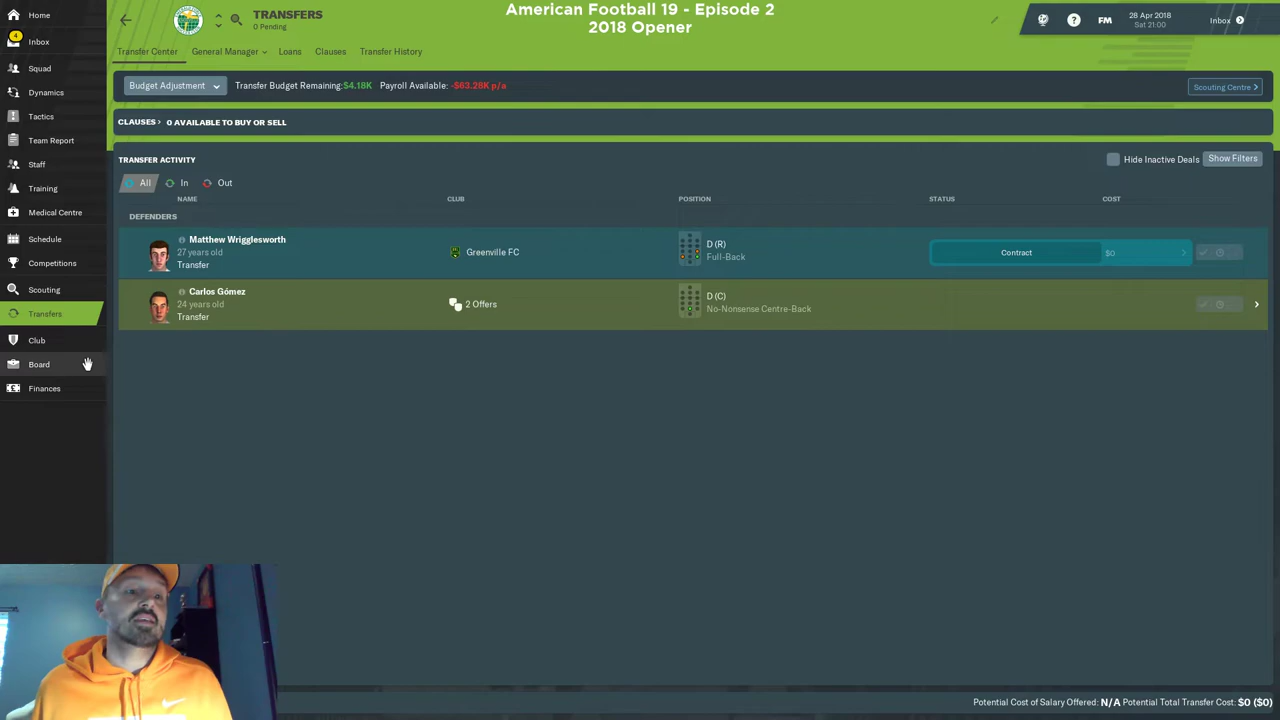 Home
4
Inbox
Squad
Dynamics
Tactics
Team Report
Staff
Training
Medical Centre
Schedule
Competitions
Scouting
Transfers
Club
Board
Finances
TRANSFERS
0 Pending
American Football 19 - Episode 2
2018 Opener
? FM 28 Apr 2018
Sat 21:00
Inbox
Transfer Center General Manager Loans Clauses Transfer History
Budget Adjustment Transfer Budget Remaining: $4.18K Payroll Available: -$63.28K p/a Scouting Centre >
CLAUSES > 0 AVAILABLE TO BUY OR SELL
TRANSFER ACTIVITY Hide Inactive Deals Show Filters
All In Out
NAME CLUB POSITION STATUS COST
DEFENDERS
Matthew Wrigglesworth
27 years old
Transfer
Greenville FC
D (R)
Full-Back
Contract $0
Carlos Gómez
24 years old
Transfer
2 Offers
D (C)
No-Nonsense Centre-Back
Potential Cost of Salary Offered: N/A Potential Total Transfer Cost: $0 ($0)